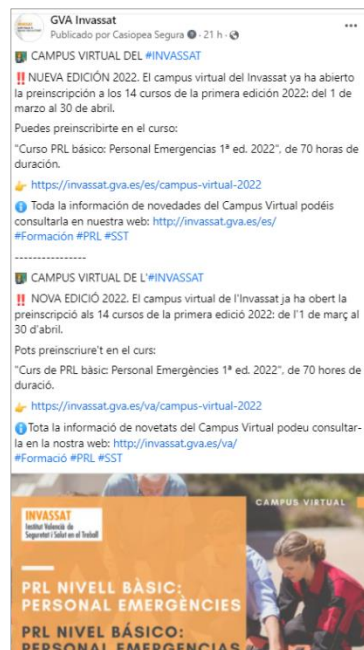 GVA Invassat
Publicado por Casiopea Segura · 21 h ·
CAMPUS VIRTUAL DEL #INVASSAT
‼️NUEVA EDICIÓN 2022. El campus virtual del Invassat ya ha abierto
la preinscripción a los 14 cursos de la primera edición 2022: del 1 de
marzo al 30 de abril.
Puedes preinscribirte en el curso:
"Curso PRL básico: Personal Emergencias 1ª ed. 2022", de 70 horas de
duración.
👉 https://invassat.gva.es/es/campus-virtual-2022
ℹ️ Toda la información de novedades del Campus Virtual podéis
consultarla en nuestra web: http://invassat.gva.es/es/
#Formación #PRL #SST
----------------
CAMPUS VIRTUAL DE L'#INVASSAT
‼️ NOVA EDICIÓ 2022. El campus virtual de l'Invassat ja ha obert la
preinscripció als 14 cursos de la primera edició 2022: de l'1 de març al
30 d'abril.
Pots preinscriure't en el curs:
"Curs de PRL bàsic: Personal Emergències 1ª ed. 2022", de 70 hores de
duració.
👉 https://invassat.gva.es/va/campus-virtual-2022
ℹ️Tota la informació de novetats del Campus Virtual podeu consultar-
la en la nostra web: http://invassat.gva.es/va/
#Formació #PRL #SST
CAMPUS VIRTUAL
INVASSAT
Institut Valencià de
Seguretat i Salut en el Treball
PRL NIVELL BÀSIC:
PERSONAL EMERGÈNCIES
PRL NIVEL BÁSICO:
PERSONAL EMERGENCIAS